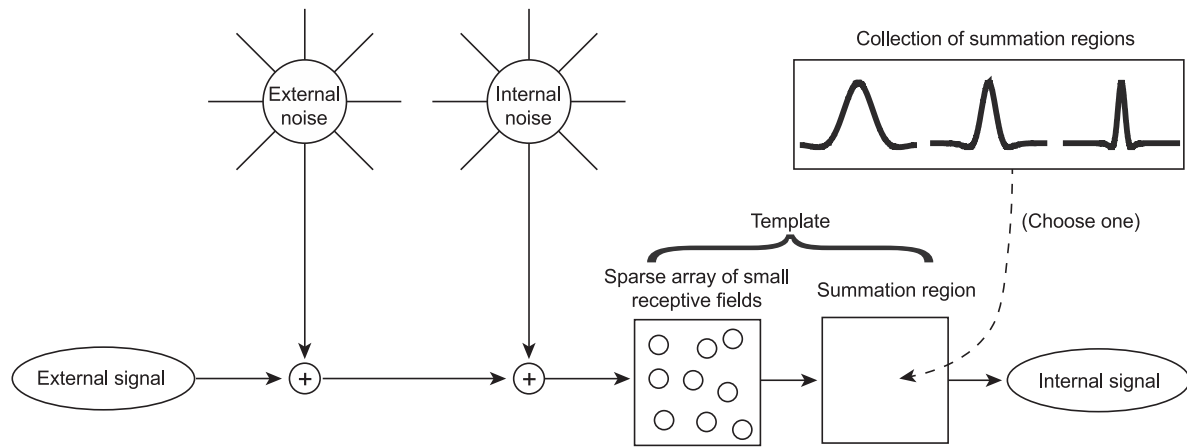 Collection of summation regions
External
noise
Internal
noise
(Choose one)
Template
Sparse array of small
receptive fields
Summation region
External signal
+
+
Internal signal